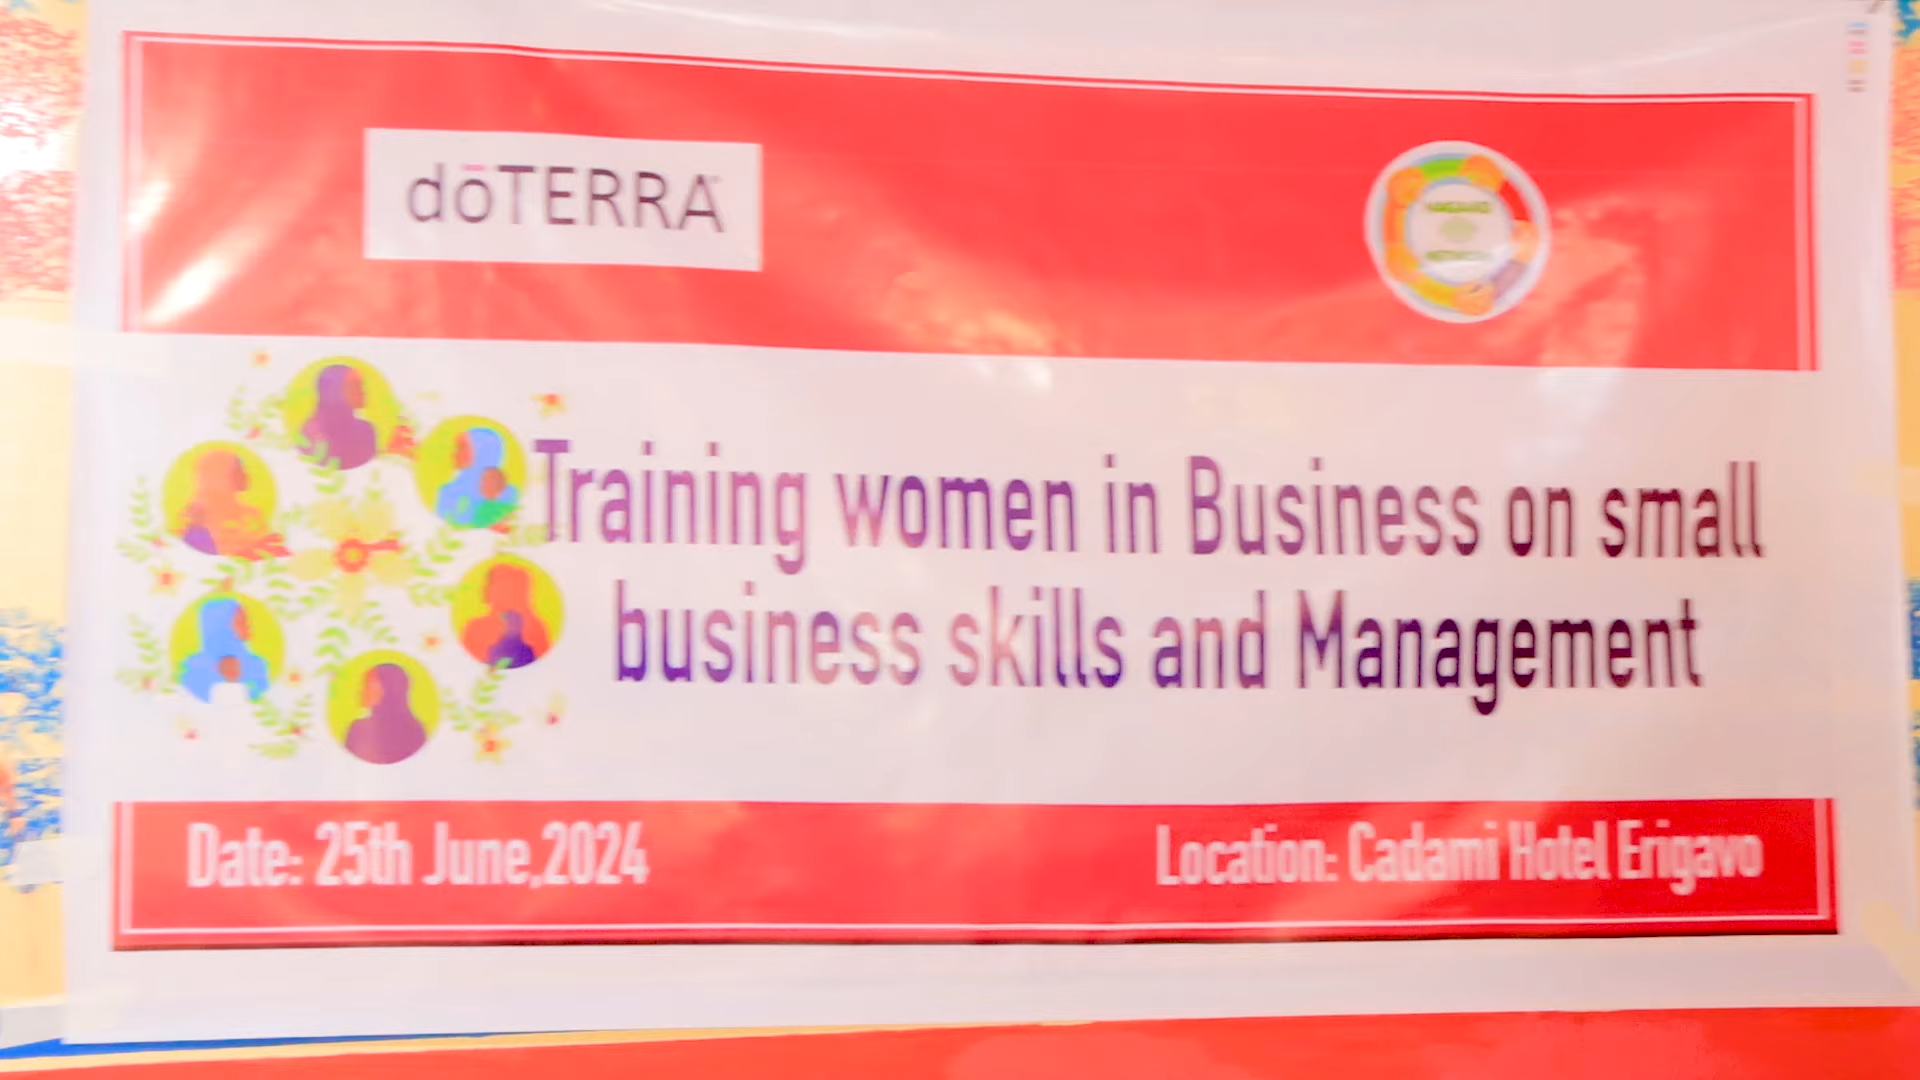 dōTERRA
Training women in Business on small
business skills and Management
Date: 25th June,2024
Location: Cadami Hotel Erigavo